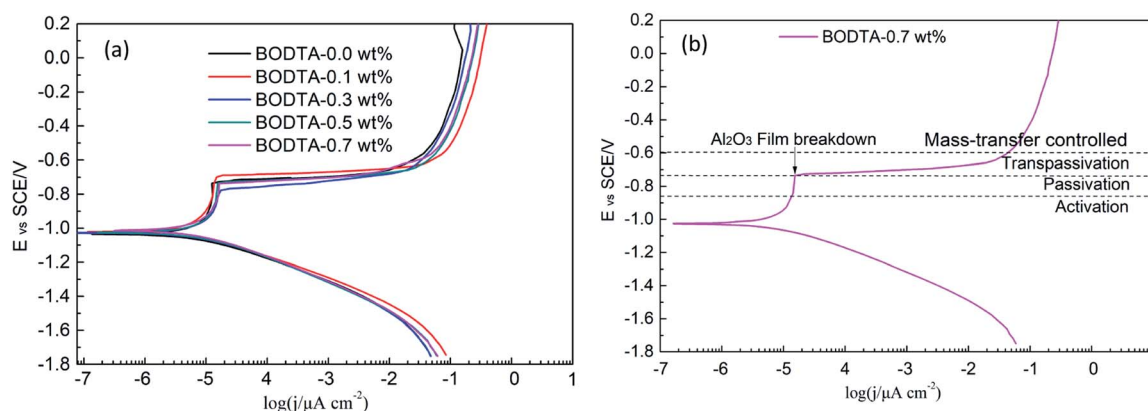 (a)
BODTA-0.0 wt%
BODTA-0.1 wt%
BODTA-0.3 wt%
BODTA-0.5 wt%
BODTA-0.7 wt%
E vs SCE/V
0.2
0.0
-0.2
-0.4
-0.6
-0.8
-1.0
-1.2
-1.4
-1.6
-1.8
-7 -6 -5 -4 -3 -2 -1 0 1
log(j/μA cm⁻²)
(b)
BODTA-0.7 wt%
Al₂O₃ Film breakdown
Mass-transfer controlled
Transpassivation
Passivation
Activation
E vs SCE/V
0.2
0.0
-0.2
-0.4
-0.6
-0.8
-1.0
-1.2
-1.4
-1.6
-1.8
-7 -6 -5 -4 -3 -2 -1 0 1
log(j/μA cm⁻²)